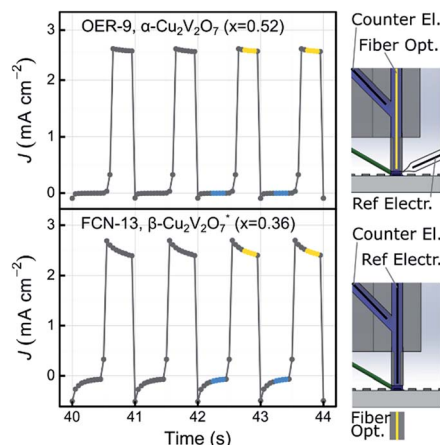 OER-9, α-Cu₂V₂O₇ (x=0.52)
J (mA cm⁻²)
3
2
1
0
FCN-13, β-Cu₂V₂O₇* (x=0.36)
J (mA cm⁻²)
3
2
1
0
40
41
42
43
44
Time (s)
Counter El.
Fiber Opt.
Ref Electr.
Counter El.
Ref Electr.
Fiber
Opt.